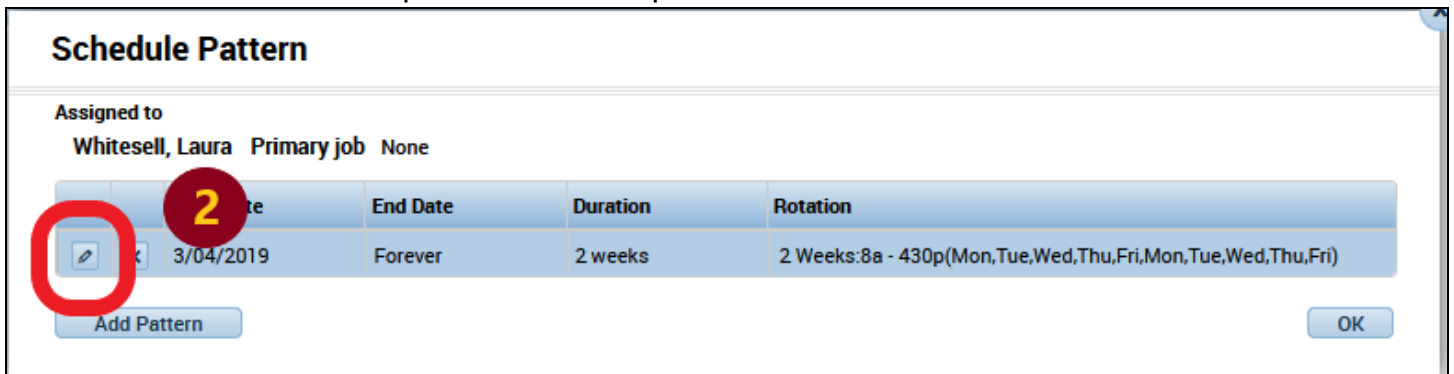 Schedule Pattern
Assigned to
Whitesell, Laura Primary job None
2 te End Date Duration Rotation
3/04/2019 Forever 2 weeks 2 Weeks:8a - 430p(Mon,Tue,Wed,Thu,Fri,Mon,Tue,Wed,Thu,Fri)
Add Pattern OK